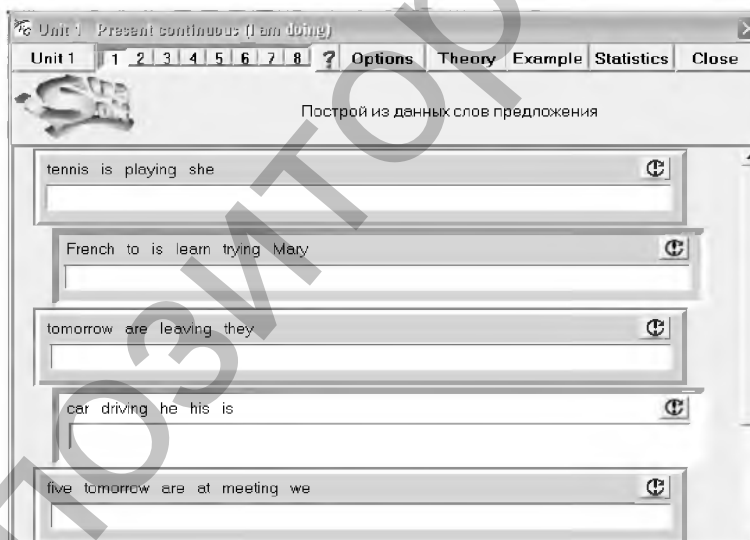 Unit 1 Present continuous (I am doing)
Unit 1 1 2 3 4 5 6 7 8 ? Options Theory Example Statistics Close
Построй из данных слов предложения
tennis is playing she
French to is learn trying Mary
tomorrow are leaving they
car driving he his is
five tomorrow are at meeting we